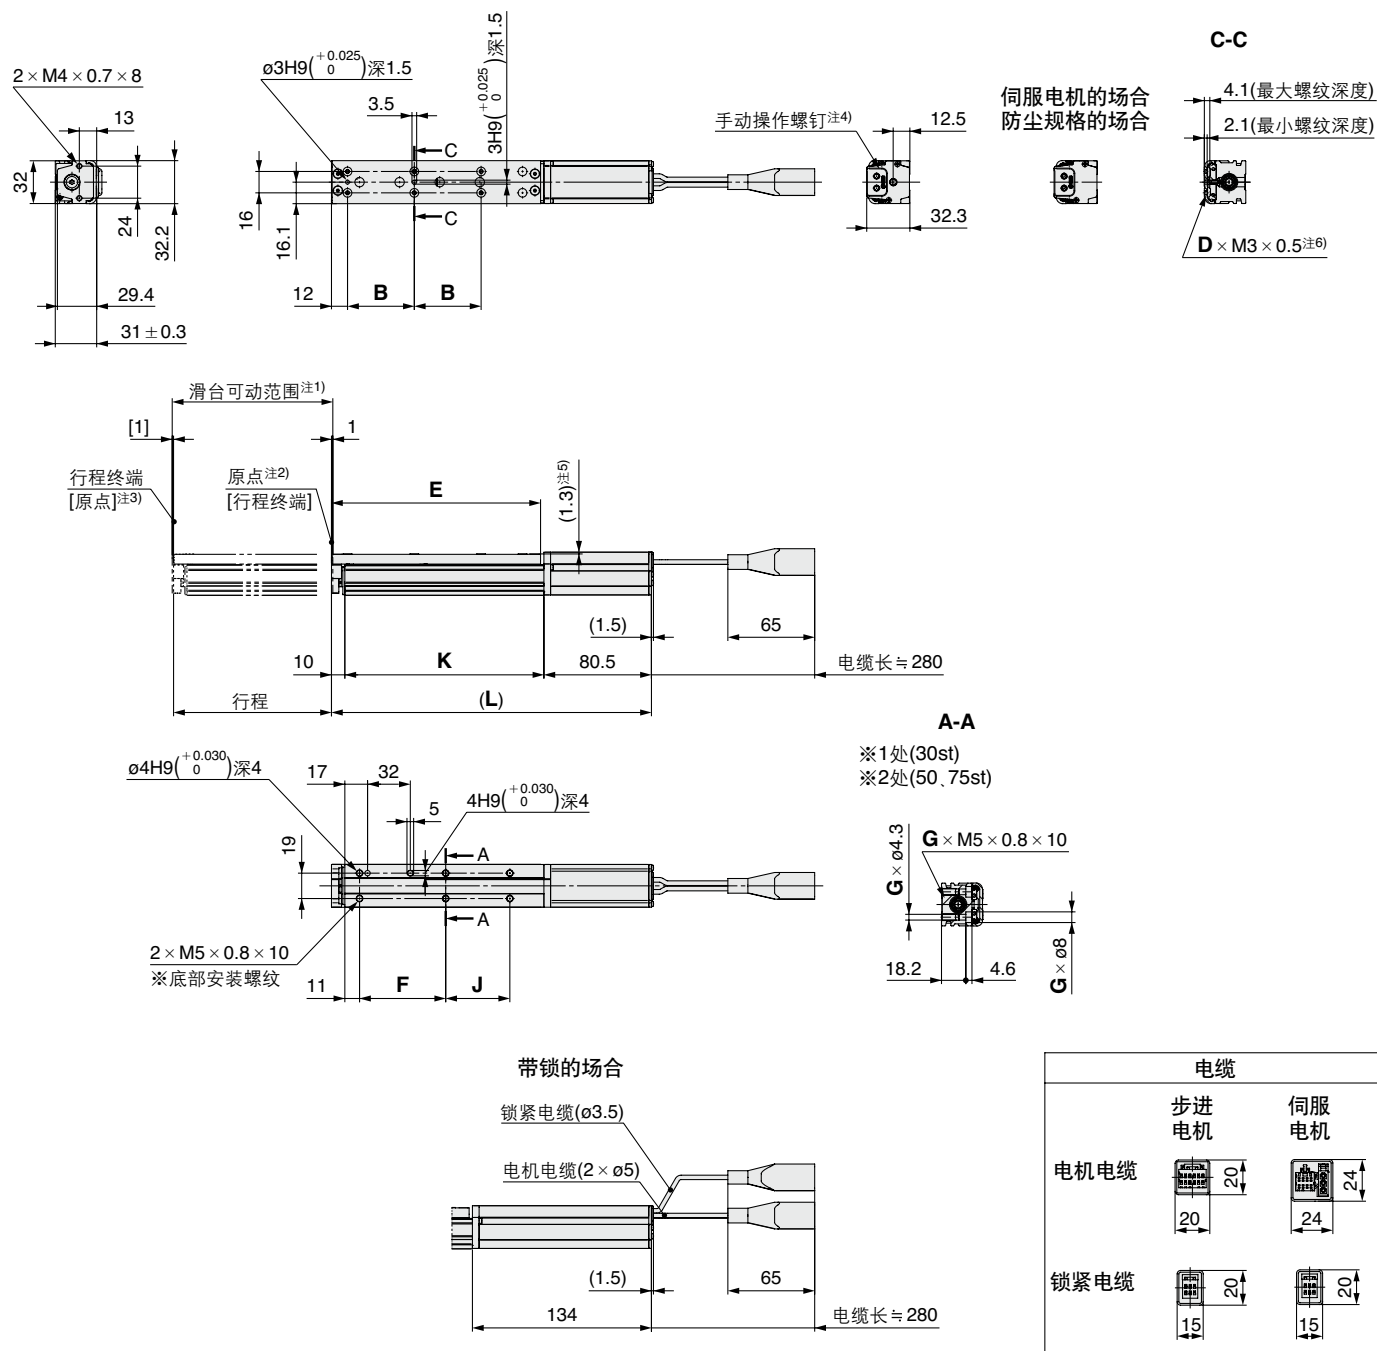 C-C
2×M4×0.7×8
13
32
24
32.2
29.4
31±0.3
ø3H9(+0.025 0)深1.5
3.5
3H9(+0.025 0)深1.5
C
C
16
16.1
12
B
B
手动操作螺钉注4)
12.5
32.3
伺服电机的场合
防尘规格的场合
4.1(最大螺纹深度)
2.1(最小螺纹深度)
D×M3×0.5注6)
滑台可动范围注1)
[1]
1
行程终端
[原点]注3)
原点注2)
[行程终端]
E
(1.3)注5)
(1.5)
65
10
K
80.5
电缆长≒280
行程
(L)
A-A
※1处(30st)
※2处(50、75st)
ø4H9(+0.030 0)深4
17
32
5
4H9(+0.030 0)深4
19
A
A
2×M5×0.8×10
※底部安装螺纹
11
F
J
G×ø4.3
G×M5×0.8×10
18.2
4.6
G×ø8
带锁的场合
锁紧电缆(ø3.5)
电机电缆(2×ø5)
(1.5)
65
134
电缆长≒280
电缆
步进
电机
伺服
电机
电机电缆
20
20
24
24
锁紧电缆
20
15
20
15